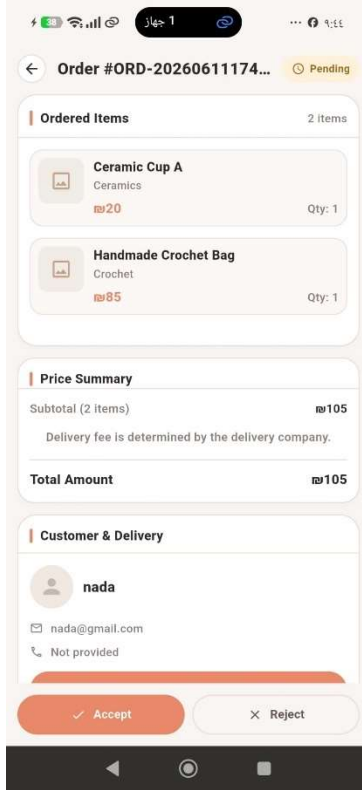 38 1 جهاز ... ٩:٤٤
Order #ORD-20260611174... Pending
Ordered Items 2 items
Ceramic Cup A
Ceramics
₪20 Qty: 1
Handmade Crochet Bag
Crochet
₪85 Qty: 1
Price Summary
Subtotal (2 items) ₪105
Delivery fee is determined by the delivery company.
Total Amount ₪105
Customer & Delivery
nada
nada@gmail.com
Not provided
Accept Reject